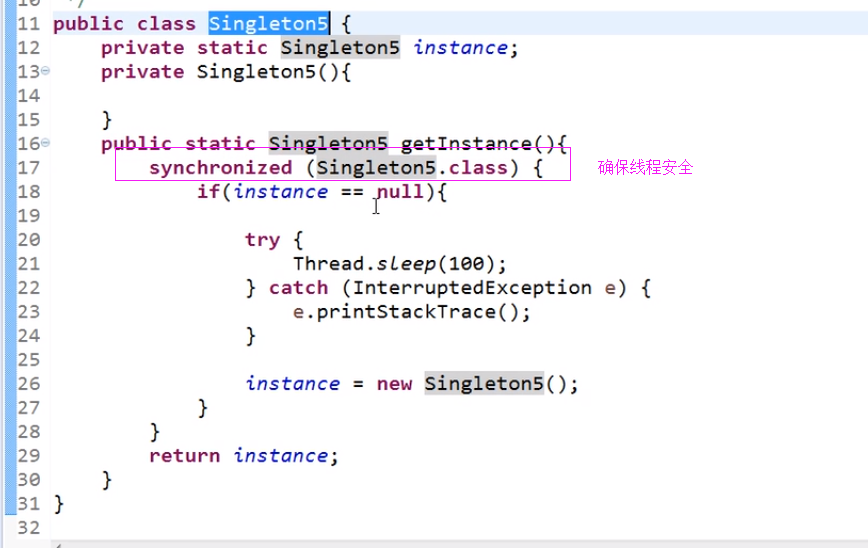 11 public class Singleton5 {
12 private static Singleton5 instance;
13 private Singleton5(){
14
15 }
16 public static Singleton5 getInstance(){
17 synchronized (Singleton5.class) { 确保线程安全
18 if(instance == null){
19
20 try {
21 Thread.sleep(100);
22 } catch (InterruptedException e) {
23 e.printStackTrace();
24 }
25
26 instance = new Singleton5();
27 }
28 }
29 return instance;
30 }
31 }
32